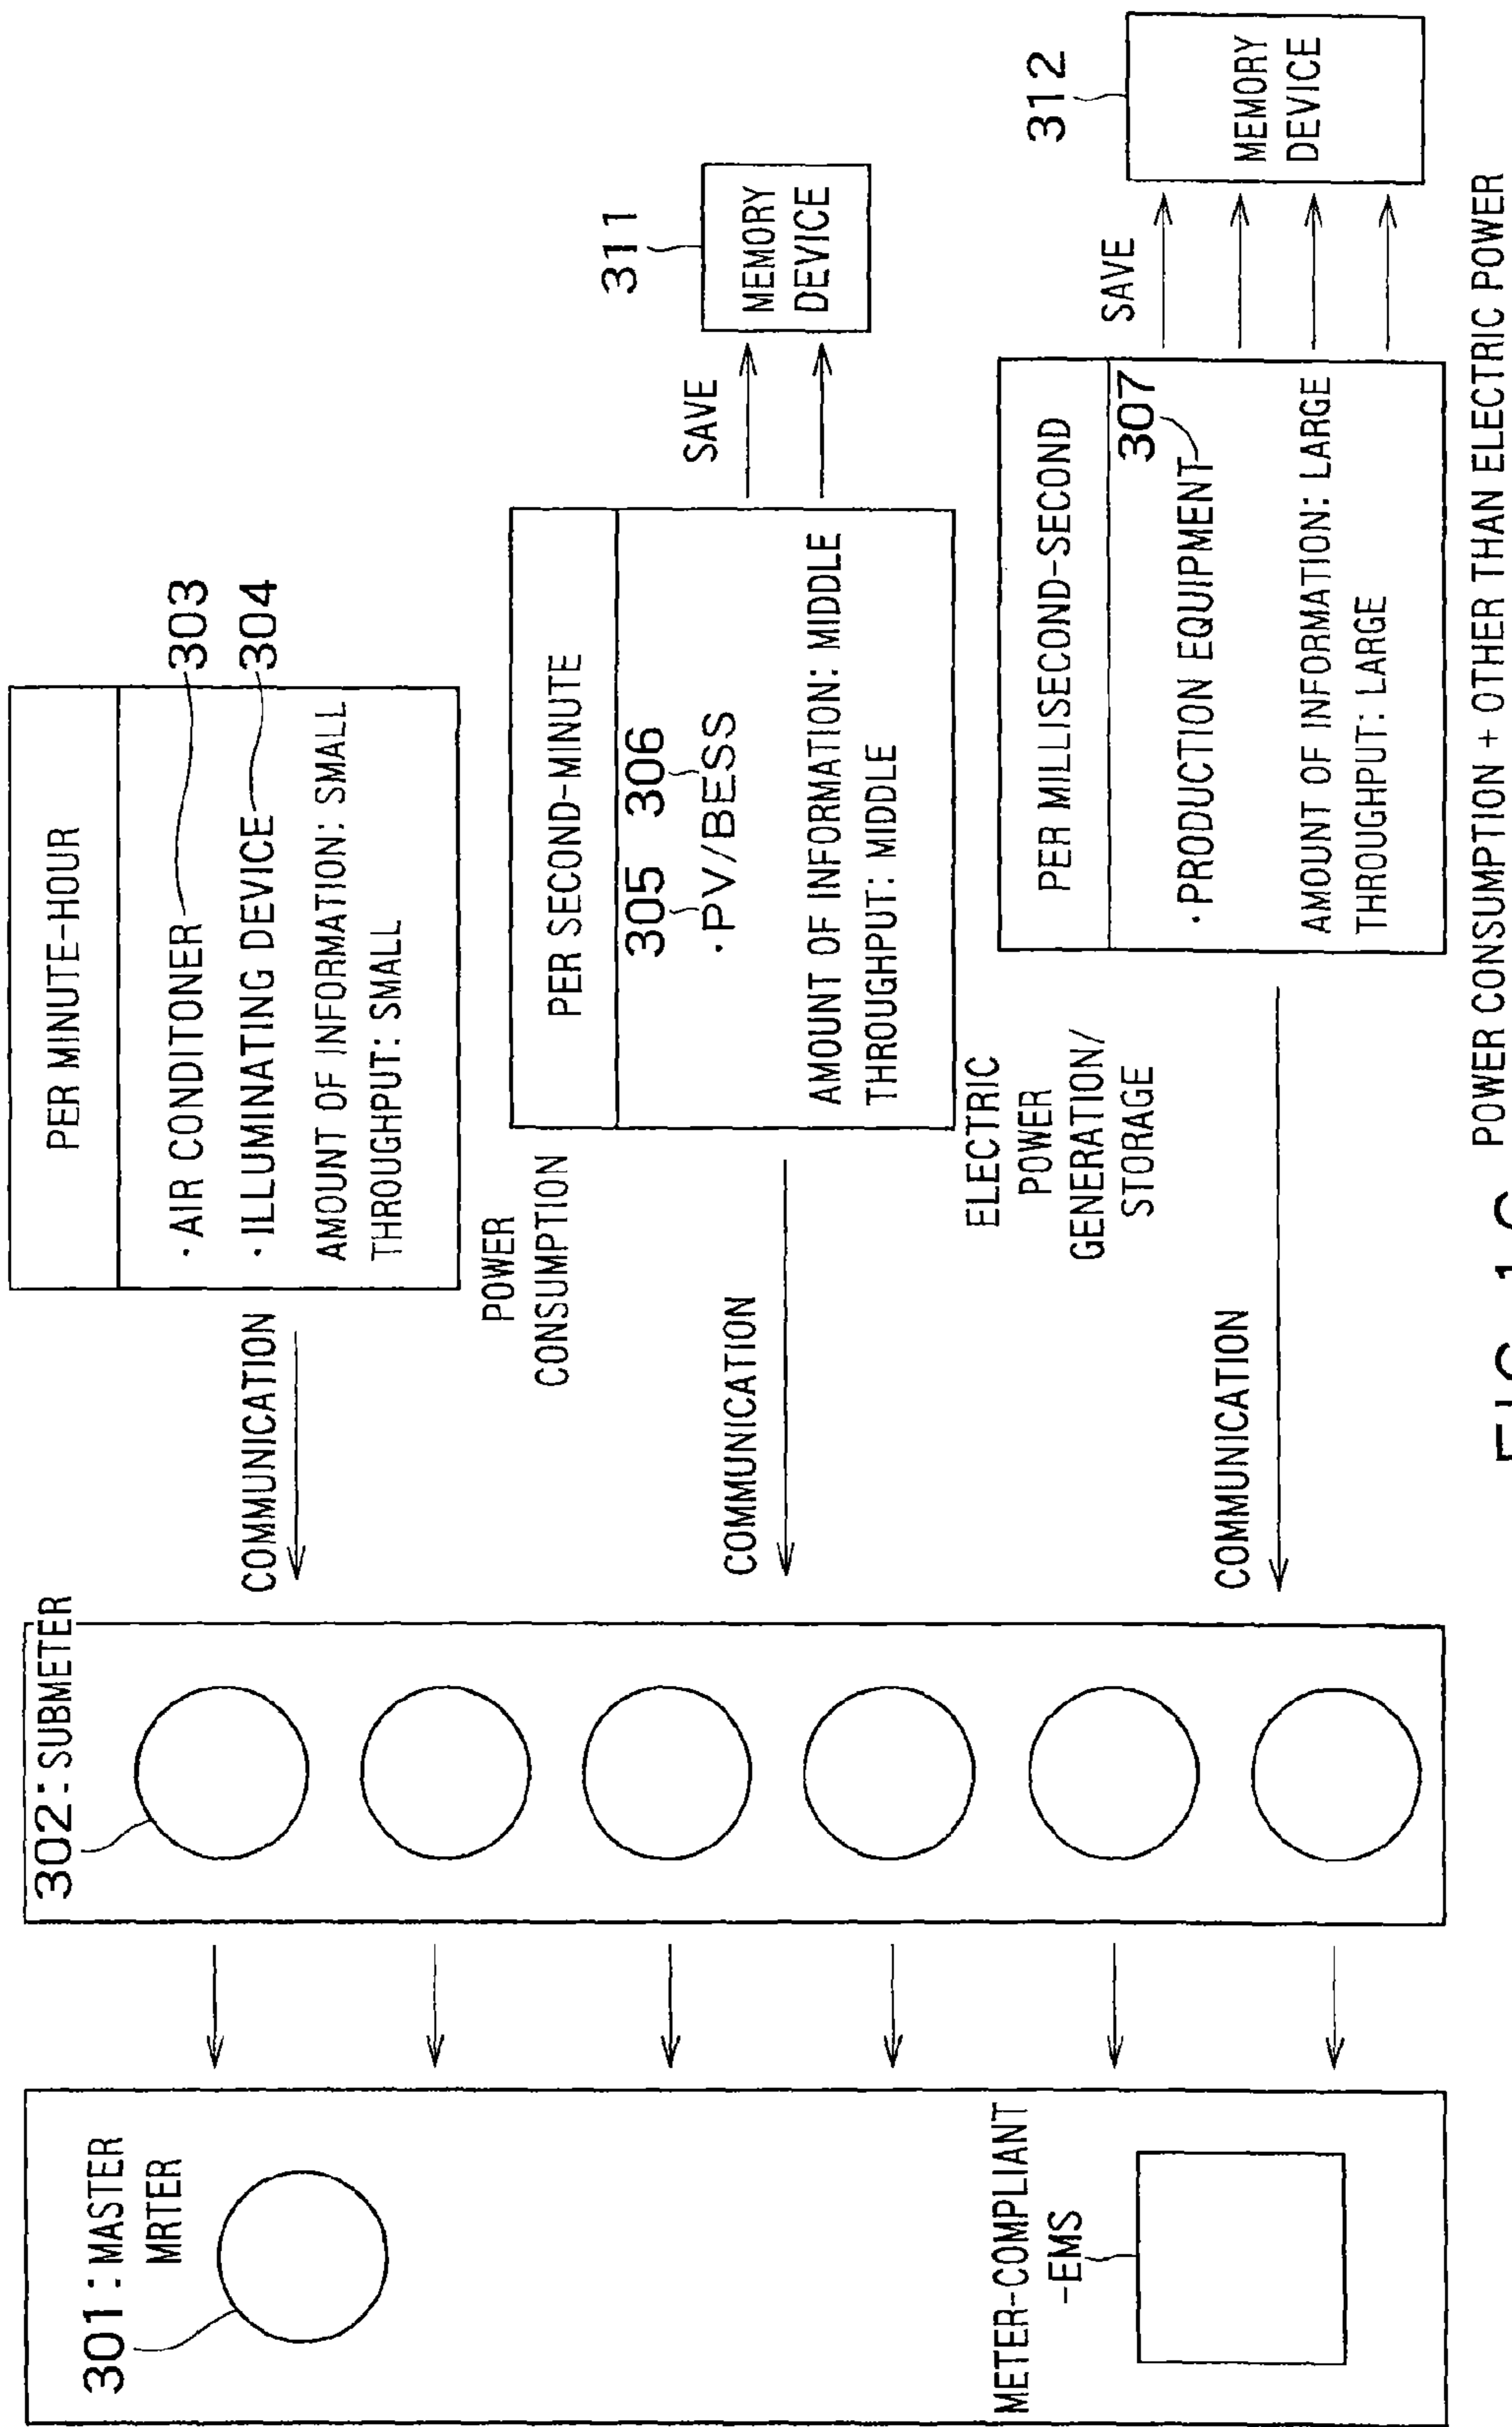 301 : MASTER
MRTER
METER-COMPLIANT
-EMS
302 : SUBMETER
COMMUNICATION
COMMUNICATION
COMMUNICATION
PER MINUTE-HOUR
· AIR CONDITONER 303
· ILLUMINATING DEVICE 304
AMOUNT OF INFORMATION: SMALL
THROUGHPUT: SMALL
POWER
CONSUMPTION
PER SECOND-MINUTE
305 306
· PV/BESS
AMOUNT OF INFORMATION: MIDDLE
THROUGHPUT: MIDDLE
SAVE
311
MEMORY
DEVICE
ELECTRIC
POWER
GENERATION/
STORAGE
PER MILLISECOND-SECOND
307
· PRODUCTION EQUIPMENT
AMOUNT OF INFORMATION: LARGE
THROUGHPUT: LARGE
SAVE
312
MEMORY
DEVICE
POWER CONSUMPTION + OTHER THAN ELECTRIC POWER